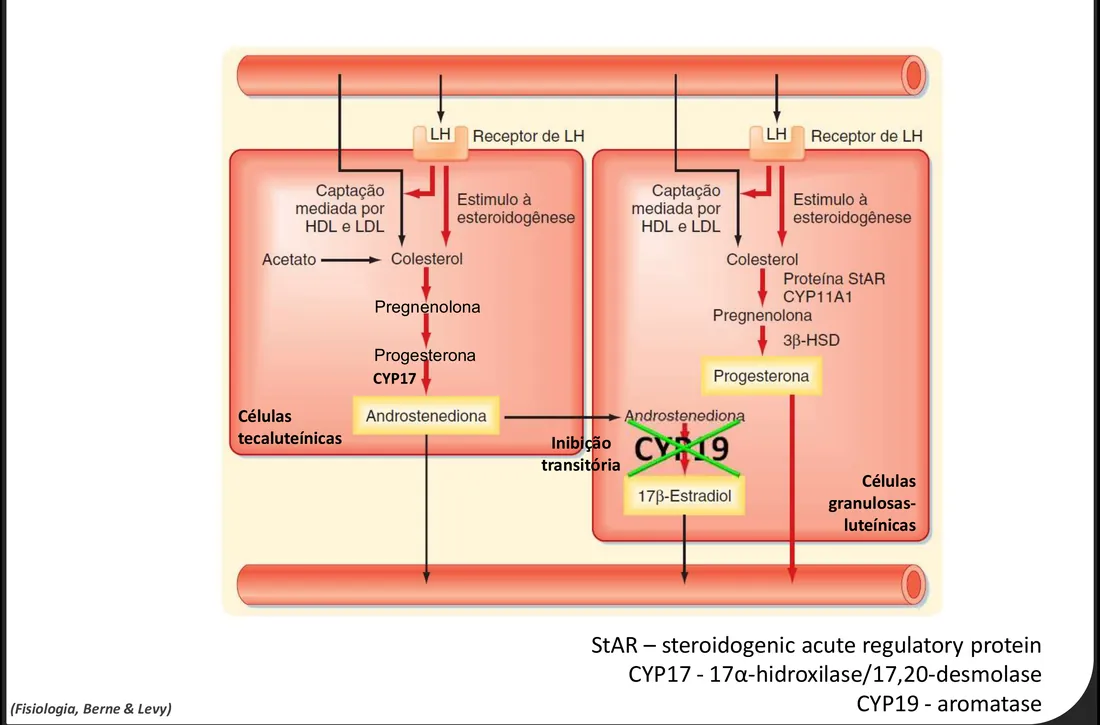 LH
Receptor de LH
LH
Receptor de LH
Captação
mediada por
HDL e LDL
Estimulo à
esteroidogênese
Acetato
Colesterol
Pregnenolona
Progesterona
CYP17
Androstenediona
Células
tecaluteínicas
Captação
mediada por
HDL e LDL
Estimulo à
esteroidogênese
Colesterol
Proteína StAR
CYP11A1
Pregnenolona
3β-HSD
Progesterona
Androstenediona
Inibição
transitória
CYP19
17β-Estradiol
Células
granulosas-
luteínicas
StAR – steroidogenic acute regulatory protein
CYP17 - 17α-hidroxilase/17,20-desmolase
CYP19 - aromatase
(Fisiologia, Berne & Levy)